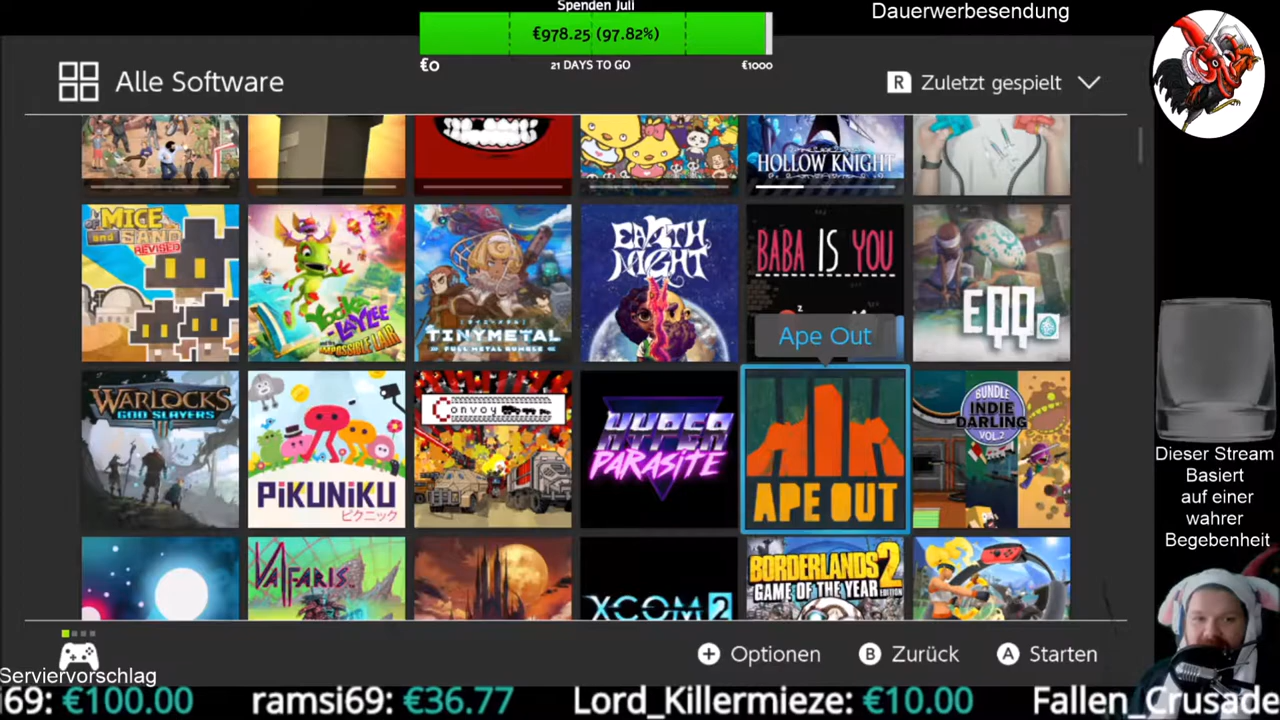 Spenden Juli
€978.25 (97.82%)
€0
21 DAYS TO GO
€1000
Dauerwerbesendung
Alle Software
R Zuletzt gespielt
HOLLOW KNIGHT
OF MICE and SAND REVISED
YOOKA LAYLEE and the IMPOSSIBLE LAIR
TINYMETAL
FULL METAL RUMBLE
EARTH NIGHT
BABA IS YOU
EQQO
Ape Out
WARLOCKS
GOD SLAYERS
PiKUNiKU
ピクニック
Convoy
HYPER PARASITE
APE OUT
BUNDLE
INDIE DARLING
VOL.2
VALFARIS
XCOM 2
BORDERLANDS 2
GAME OF THE YEAR EDITION
Dieser Stream
Basiert
auf einer
wahrer
Begebenheit
+ Optionen
B Zurück
A Starten
Serviervorschlag
i69: €100.00 ramsi69: €36.77 Lord_Killermieze: €10.00 Fallen_Crusade